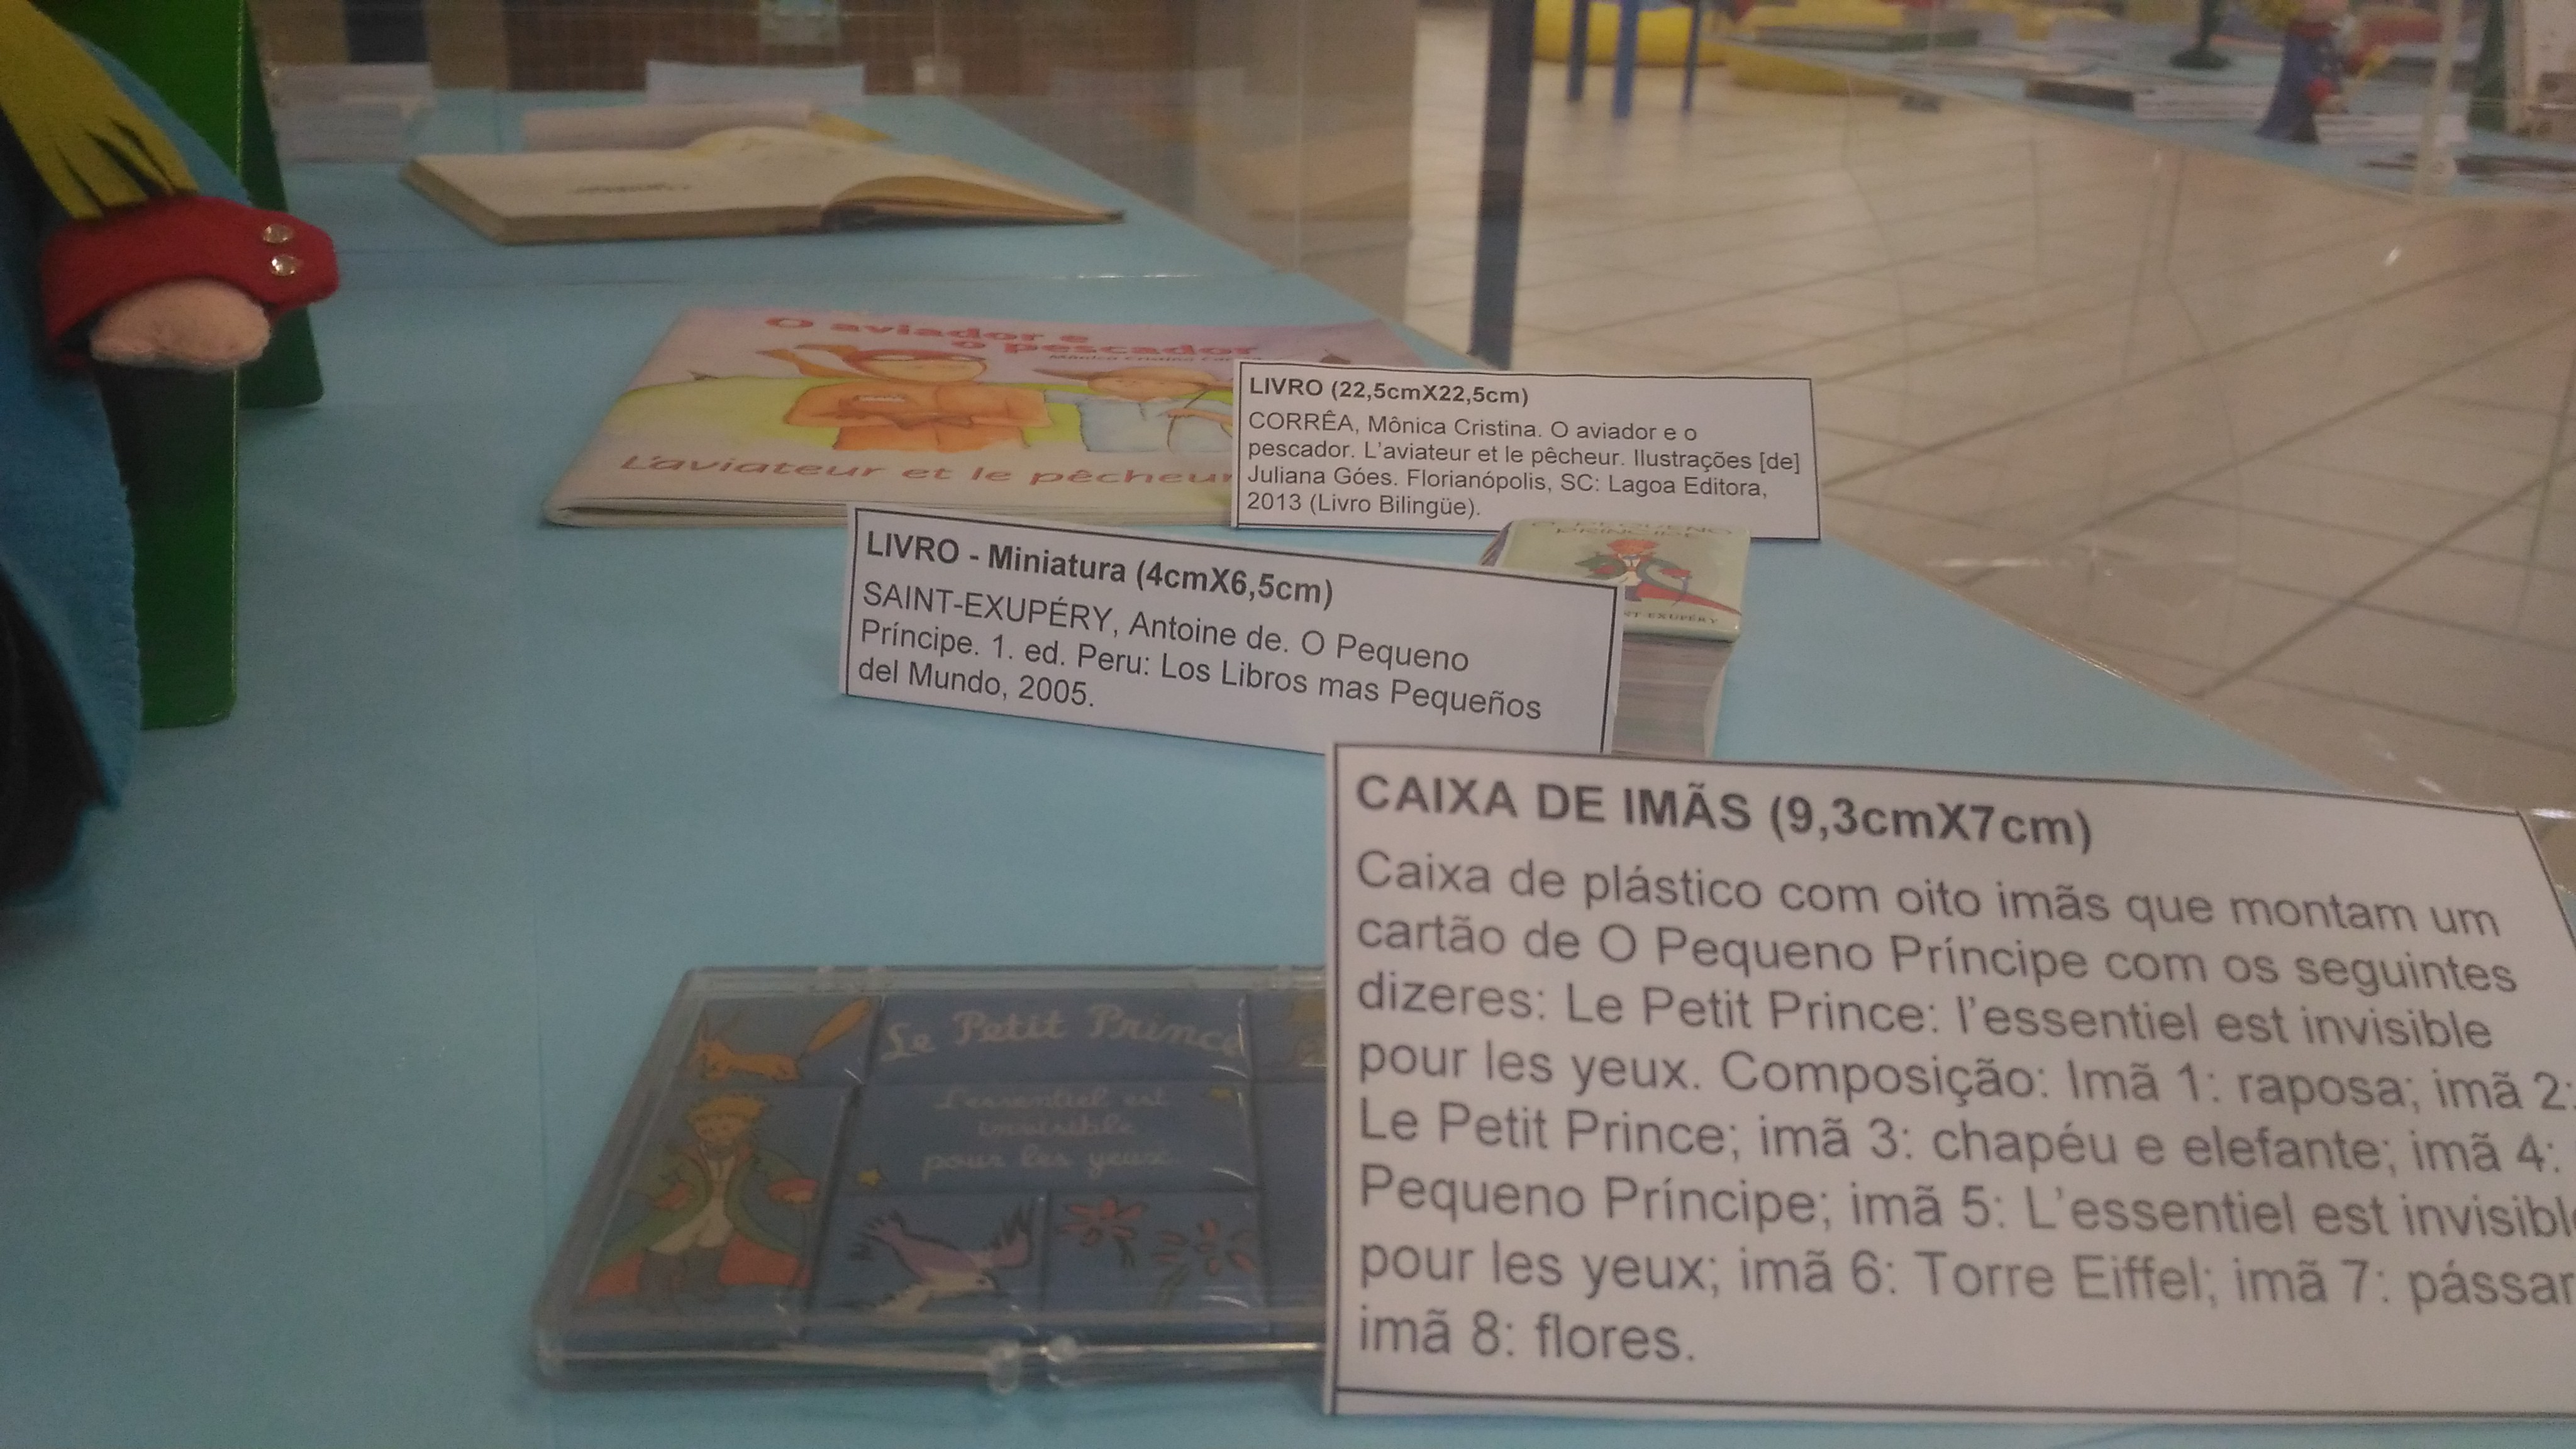 O aviador e
o pescador
L'aviateur et le pêcheur
LIVRO (22,5cmX22,5cm)
CORRÊA, Mônica Cristina. O aviador e o
pescador. L'aviateur et le pêcheur. Ilustrações [de]
Juliana Góes. Florianópolis, SC: Lagoa Editora,
2013 (Livro Bilingüe).
O PEQUENO
PRÍNCIPE
EXUPÉRY
LIVRO - Miniatura (4cmX6,5cm)
SAINT-EXUPÉRY, Antoine de. O Pequeno
Príncipe. 1. ed. Peru: Los Libros mas Pequeños
del Mundo, 2005.
CAIXA DE IMÃS (9,3cmX7cm)
Caixa de plástico com oito imãs que montam um
cartão de O Pequeno Príncipe com os seguintes
dizeres: Le Petit Prince: l'essentiel est invisible
pour les yeux. Composição: Imã 1: raposa; imã 2:
Le Petit Prince; imã 3: chapéu e elefante; imã 4:
Pequeno Príncipe; imã 5: L'essentiel est invisible
pour les yeux; imã 6: Torre Eiffel; imã 7: pássar
imã 8: flores.
Le Petit Prince
L'essentiel est
invisible
pour les yeux